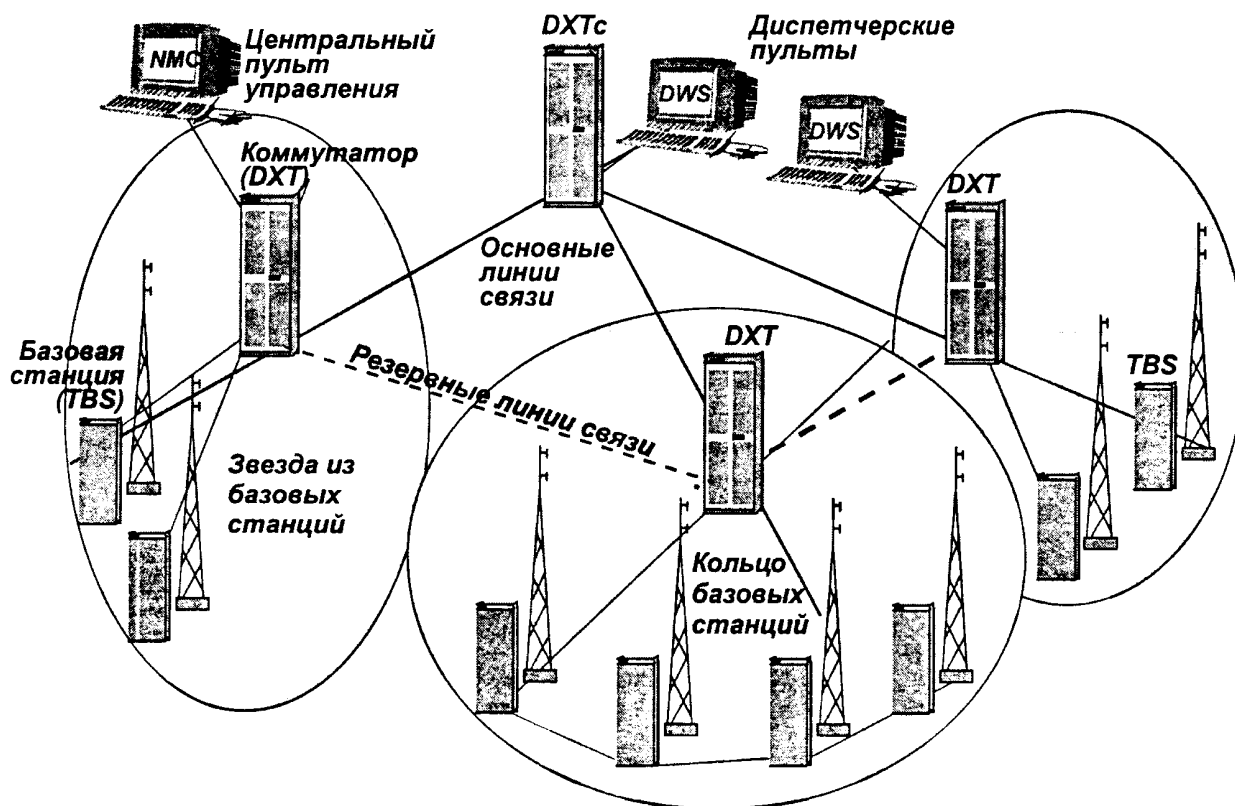 NMC
Центральный
пульт
управления
DXTc
Диспетчерские
пульты
DWS
DWS
Коммутатор
(DXT)
DXT
Основные
линии
связи
Базовая
станция
(TBS)
Резервные линии связи
DXT
TBS
Звезда из
базовых
станций
Кольцо
базовых
станций